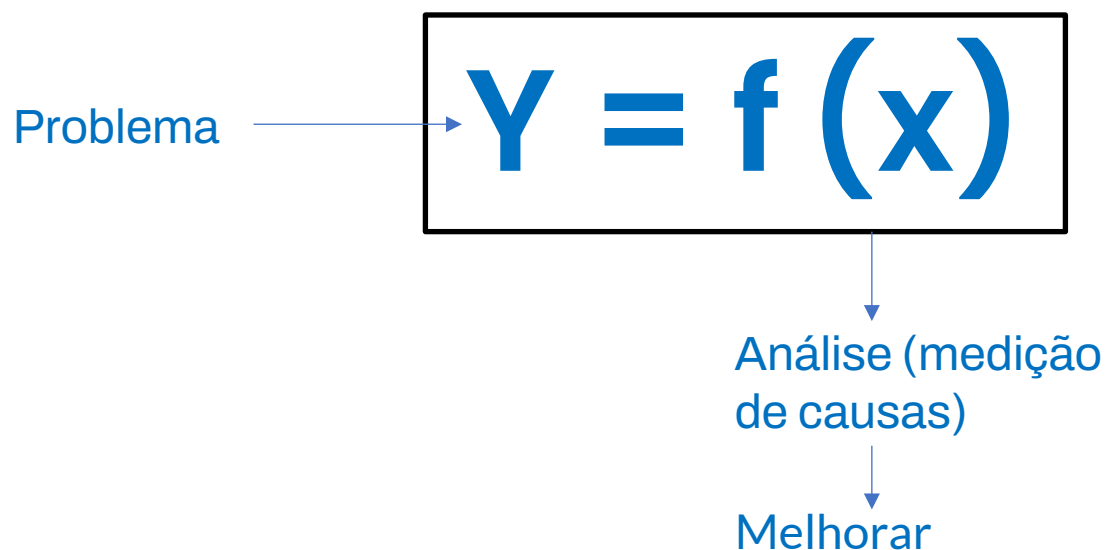 Problema
Y = f (x)
Análise (medição
de causas)
Melhorar